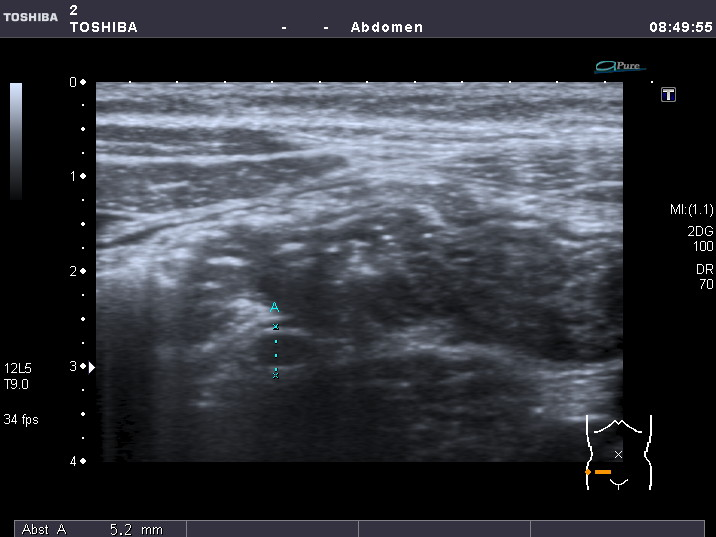 TOSHIBA
2
TOSHIBA - - Abdomen 08:49:55
Pure
T
0
1
2
3
4
A
MI:(1.1)
2DG
100
DR
70
12L5
T9.0
34 fps
Abst A 5.2 mm